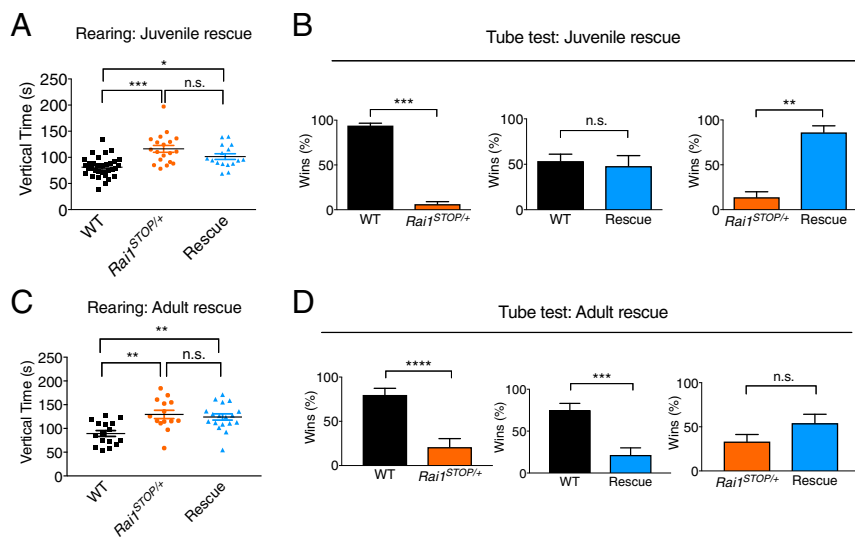 A
Rearing: Juvenile rescue
*
***
n.s.
Vertical Time (s)
250
200
150
100
50
0
WT
Rai1STOP/+
Rescue
B
Tube test: Juvenile rescue
***
Wins (%)
100
50
0
WT
Rai1STOP/+
n.s.
Wins (%)
100
50
0
WT
Rescue
**
Wins (%)
100
50
0
Rai1STOP/+
Rescue
C
Rearing: Adult rescue
**
**
n.s.
Vertical Time (s)
250
200
150
100
50
0
WT
Rai1STOP/+
Rescue
D
Tube test: Adult rescue
****
Wins (%)
100
50
0
WT
Rai1STOP/+
***
Wins (%)
100
50
0
WT
Rescue
n.s.
Wins (%)
100
50
0
Rai1STOP/+
Rescue